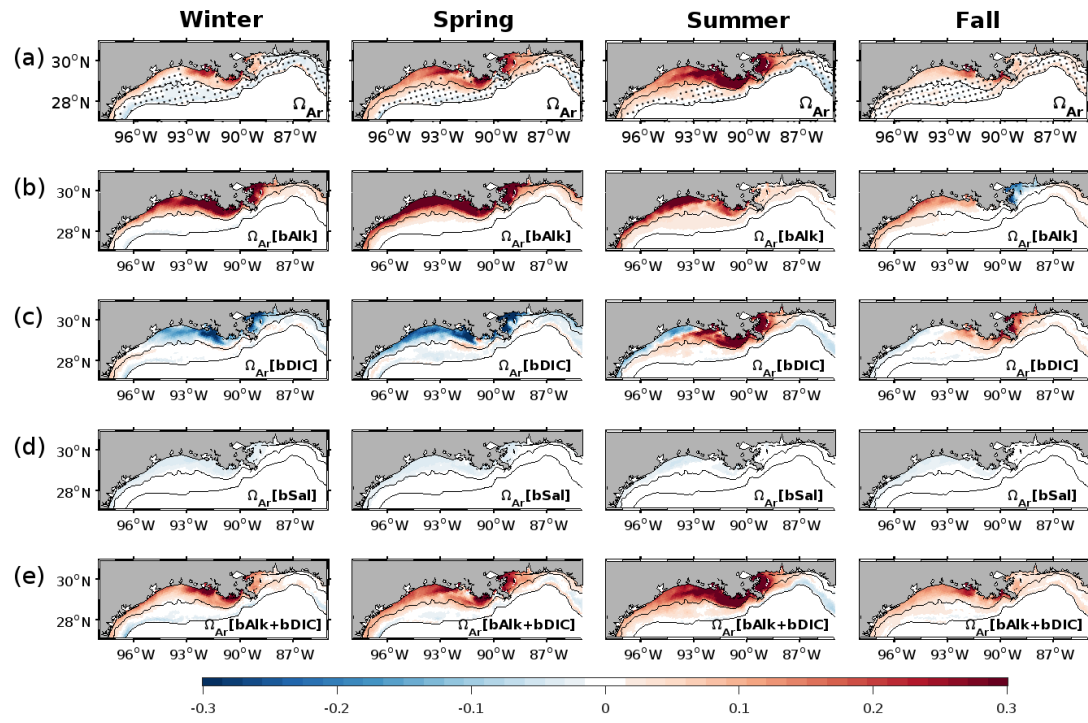 Winter Spring Summer Fall
(a)
30°N
28°N
Ω_Ar Ω_Ar Ω_Ar Ω_Ar
96°W 93°W 90°W 87°W 96°W 93°W 90°W 87°W 96°W 93°W 90°W 87°W 96°W 93°W 90°W 87°W
(b)
30°N
28°N
Ω_Ar[bAlk] Ω_Ar[bAlk] Ω_Ar[bAlk] Ω_Ar[bAlk]
96°W 93°W 90°W 87°W 96°W 93°W 90°W 87°W 96°W 93°W 90°W 87°W 96°W 93°W 90°W 87°W
(c)
30°N
28°N
Ω_Ar[bDIC] Ω_Ar[bDIC] Ω_Ar[bDIC] Ω_Ar[bDIC]
96°W 93°W 90°W 87°W 96°W 93°W 90°W 87°W 96°W 93°W 90°W 87°W 96°W 93°W 90°W 87°W
(d)
30°N
28°N
Ω_Ar[bSal] Ω_Ar[bSal] Ω_Ar[bSal] Ω_Ar[bSal]
96°W 93°W 90°W 87°W 96°W 93°W 90°W 87°W 96°W 93°W 90°W 87°W 96°W 93°W 90°W 87°W
(e)
30°N
28°N
Ω_Ar[bAlk+bDIC] Ω_Ar[bAlk+bDIC] Ω_Ar[bAlk+bDIC] Ω_Ar[bAlk+bDIC]
96°W 93°W 90°W 87°W 96°W 93°W 90°W 87°W 96°W 93°W 90°W 87°W 96°W 93°W 90°W 87°W
-0.3 -0.2 -0.1 0 0.1 0.2 0.3